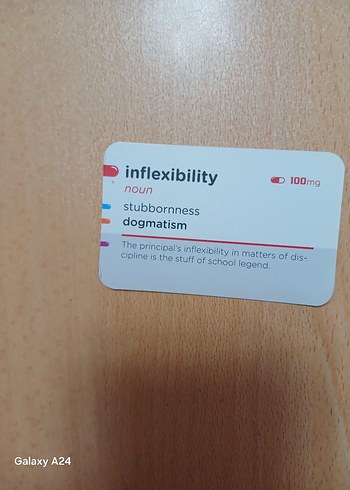 inflexibility
100mg
noun
stubbornness
dogmatism
The principal's inflexibility in matters of dis-
cipline is the stuff of school legend.
Galaxy A24